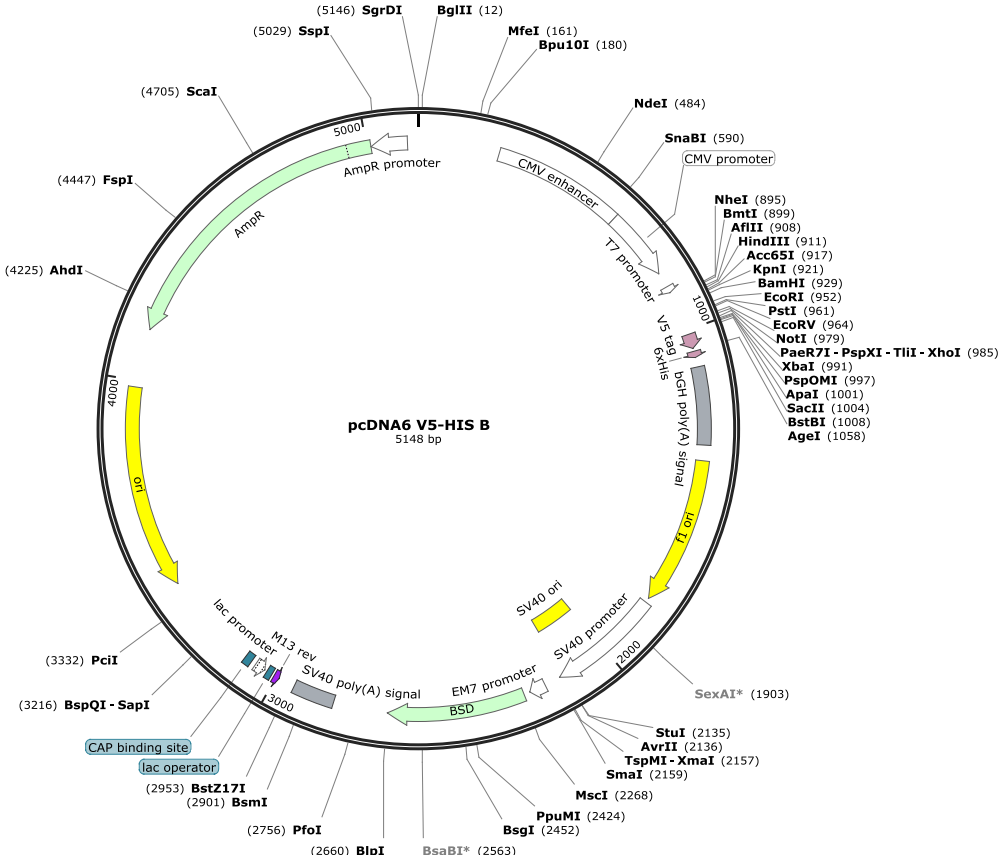 (5146) SgrDI
BglII (12)
(5029) SspI
MfeI (161)
Bpu10I (180)
(4705) ScaI
NdeI (484)
SnaBI (590)
CMV promoter
5000
AmpR promoter
CMV enhancer
(4447) FspI
AmpR
T7 promoter
NheI (895)
BmtI (899)
AflII (908)
HindIII (911)
Acc65I (917)
KpnI (921)
BamHI (929)
EcoRI (952)
PstI (961)
EcoRV (964)
NotI (979)
PaeR7I - PspXI - TliI - XhoI (985)
XbaI (991)
PspOMI (997)
ApaI (1001)
SacII (1004)
BstBI (1008)
AgeI (1058)
(4225) AhdI
1000
V5 tag
6xHis
bGH poly(A) signal
4000
pcDNA6 V5-HIS B
5148 bp
ori
f1 ori
SV40 ori
SV40 promoter
2000
lac promoter
M13 rev
SV40 poly(A) signal
EM7 promoter
BSD
3000
(3332) PciI
(3216) BspQI - SapI
CAP binding site
lac operator
(2953) BstZ17I
(2901) BsmI
(2756) PfoI
(2660) BlpI
BsaBI* (2563)
BsgI (2452)
PpuMI (2424)
MscI (2268)
SmaI (2159)
TspMI - XmaI (2157)
AvrII (2136)
StuI (2135)
SexAI* (1903)